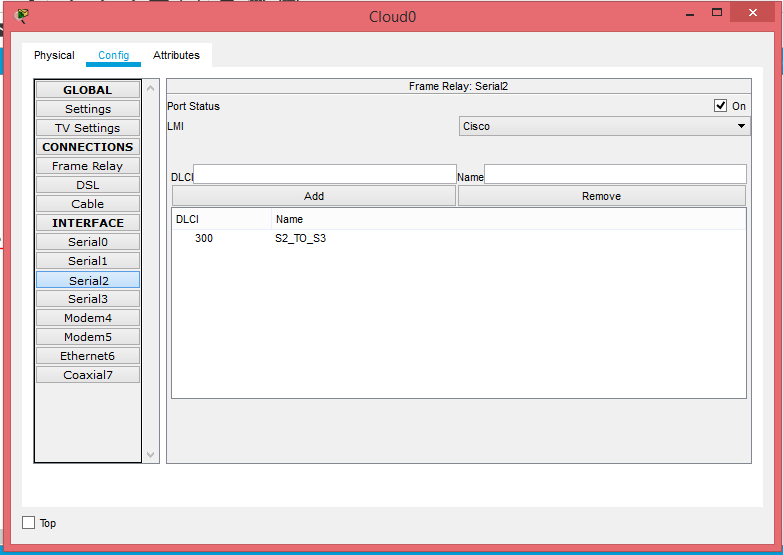 Cloud0
Physical Config Attributes
GLOBAL
Settings
TV Settings
CONNECTIONS
Frame Relay
DSL
Cable
INTERFACE
Serial0
Serial1
Serial2
Serial3
Modem4
Modem5
Ethernet6
Coaxial7
Frame Relay: Serial2
Port Status On
LMI Cisco
DLCI Name
Add Remove
DLCI Name
300 S2_TO_S3
Top